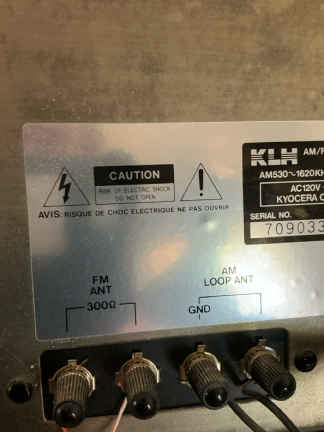 CAUTION
RISK OF ELECTRIC SHOCK
DO NOT OPEN
AVIS: RISQUE DE CHOC ELECTRIQUE NE PAS OUVRIR
KLH AM/F
AM530~1620KH
AC120V
KYOCERA C
SERIAL NO.
709033
FM
ANT
300Ω
AM
LOOP ANT
GND